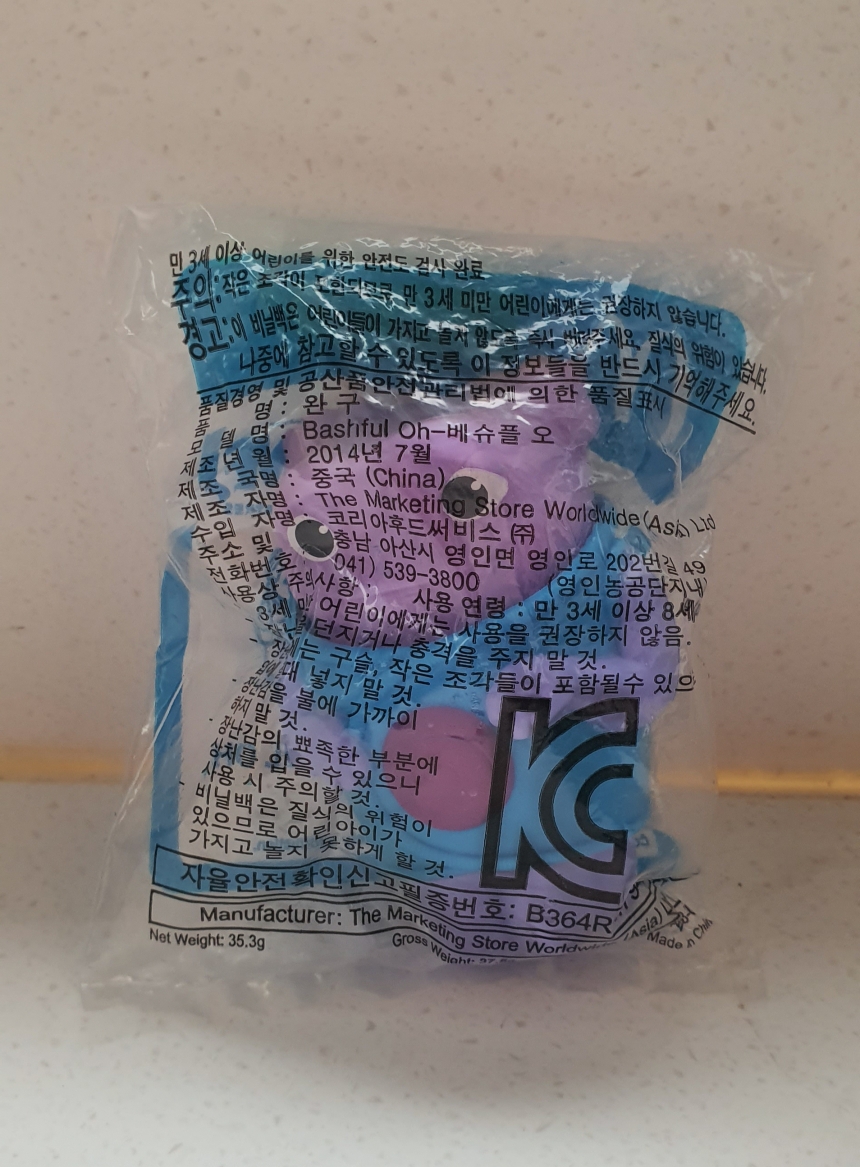 만 3세 이상 어린이를 위한 안전도 검사 완료
주의: 작은 조각이 포함되므로 만 3세 미만 어린이에게는 권장하지 않습니다.
경고: 이 비닐백은 어린이들이 가지고 놀지 않도록 즉시 버려주세요. 질식의 위험이 있습니다.
나중에 참고할 수 있도록 이 정보들을 반드시 기억해주세요.
품질경영 및 공산품안전관리법에 의한 품질표시
품 명 : 완구
모 델 명 : Bashful Oh-베슈플 오
제 조 년 월 : 2014년 7월
제 조 국명 : 중국 (China)
제 조 자명 : The Marketing Store Worldwide (Asia) Ltd
수 입 자명 : 코리아후드써비스 ㈜
주소 및 충남 아산시 영인면 영인로 202번길 49
(영인농공단지내)
전화번호 041) 539-3800
사용상 주의사항 : 사용 연령 : 만 3세 이상 8세
3세 미만 어린이에게는 사용을 권장하지 않음.
던지거나 충격을 주지 말 것.
구슬, 작은 조각들이 포함될수 있으
넣지 말 것.
- 장난감을 불에 가까이
하지 말 것.
- 장난감의 뾰족한 부분에
상처를 입을 수 있으니
사용 시 주의할 것.
- 비닐백은 질식의 위험이
있으므로 어린아이가
가지고 놀지 못하게 할 것.
자율안전확인신고필증번호: B364R
Manufacturer: The Marketing Store Worldwide (Asia)
Net Weight: 35.3g Gross Weight: Made in